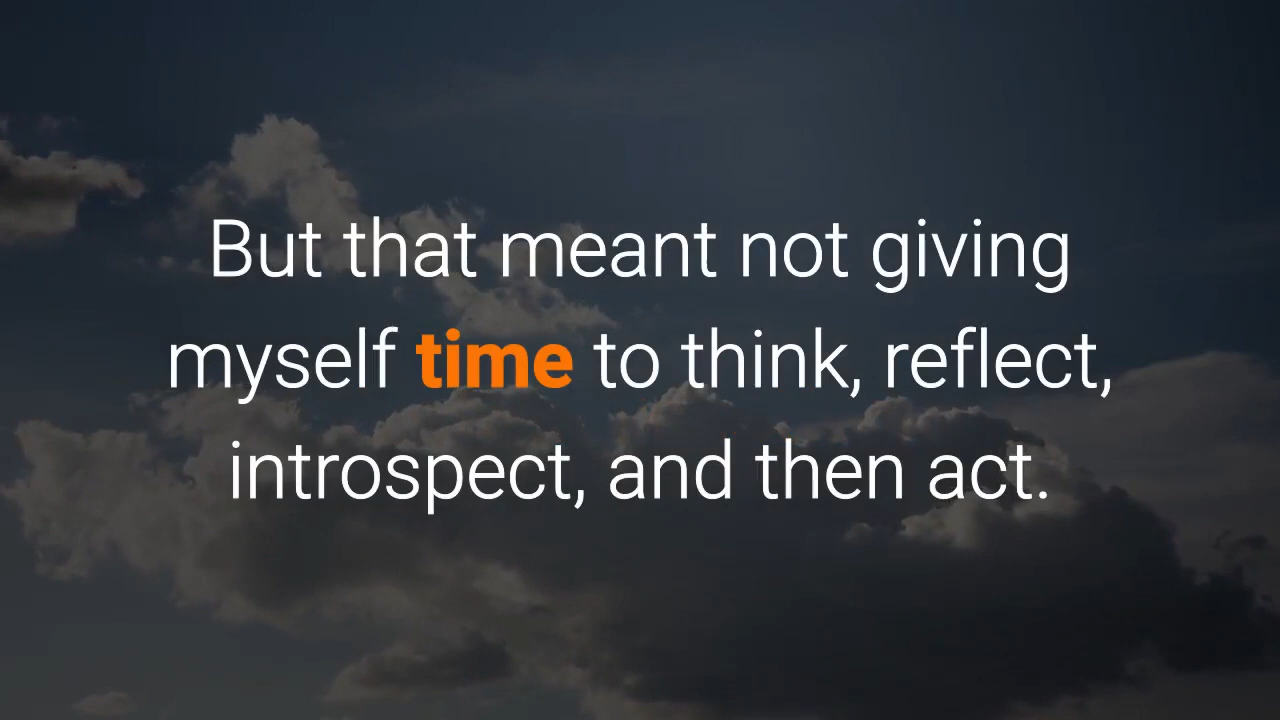 But that meant not giving
myself time to think, reflect,
introspect, and then act.